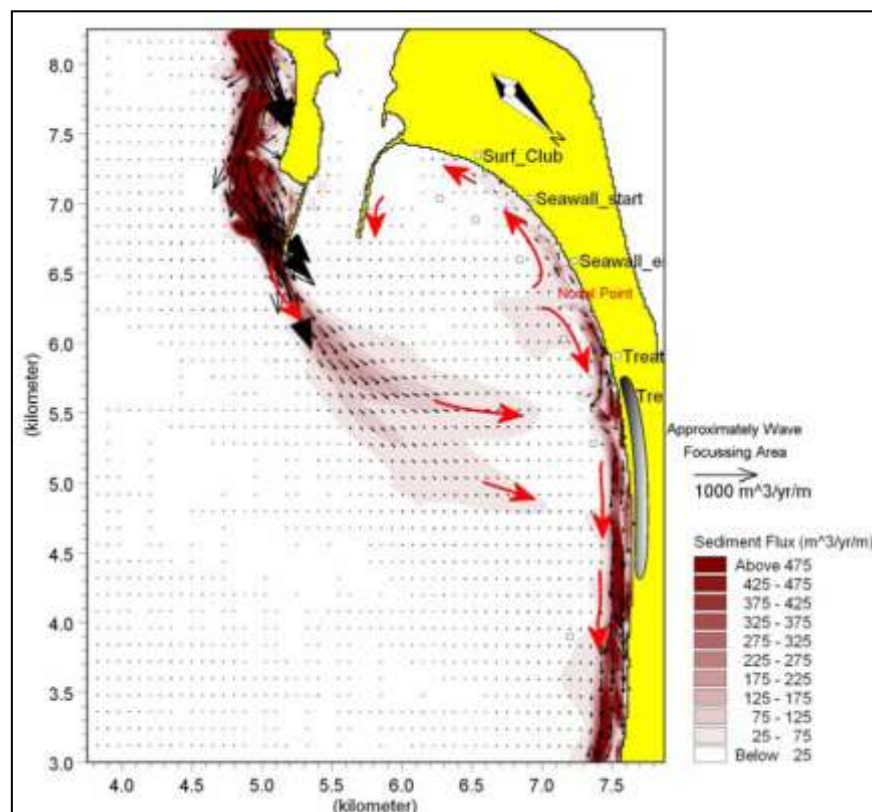 8.0
7.5
7.0
6.5
6.0
5.5
5.0
4.5
4.0
3.5
3.0
(kilometer)
4.0 4.5 5.0 5.5 6.0 6.5 7.0 7.5
(kilometer)
N
Surf_Club
Seawall_start
Seawall_e
Nodal Point
Treat
Tre
Approximately Wave
Focussing Area
1000 m^3/yr/m
Sediment Flux (m^3/yr/m)
Above 475
425 - 475
375 - 425
325 - 375
275 - 325
225 - 275
175 - 225
125 - 175
75 - 125
25 - 75
Below 25